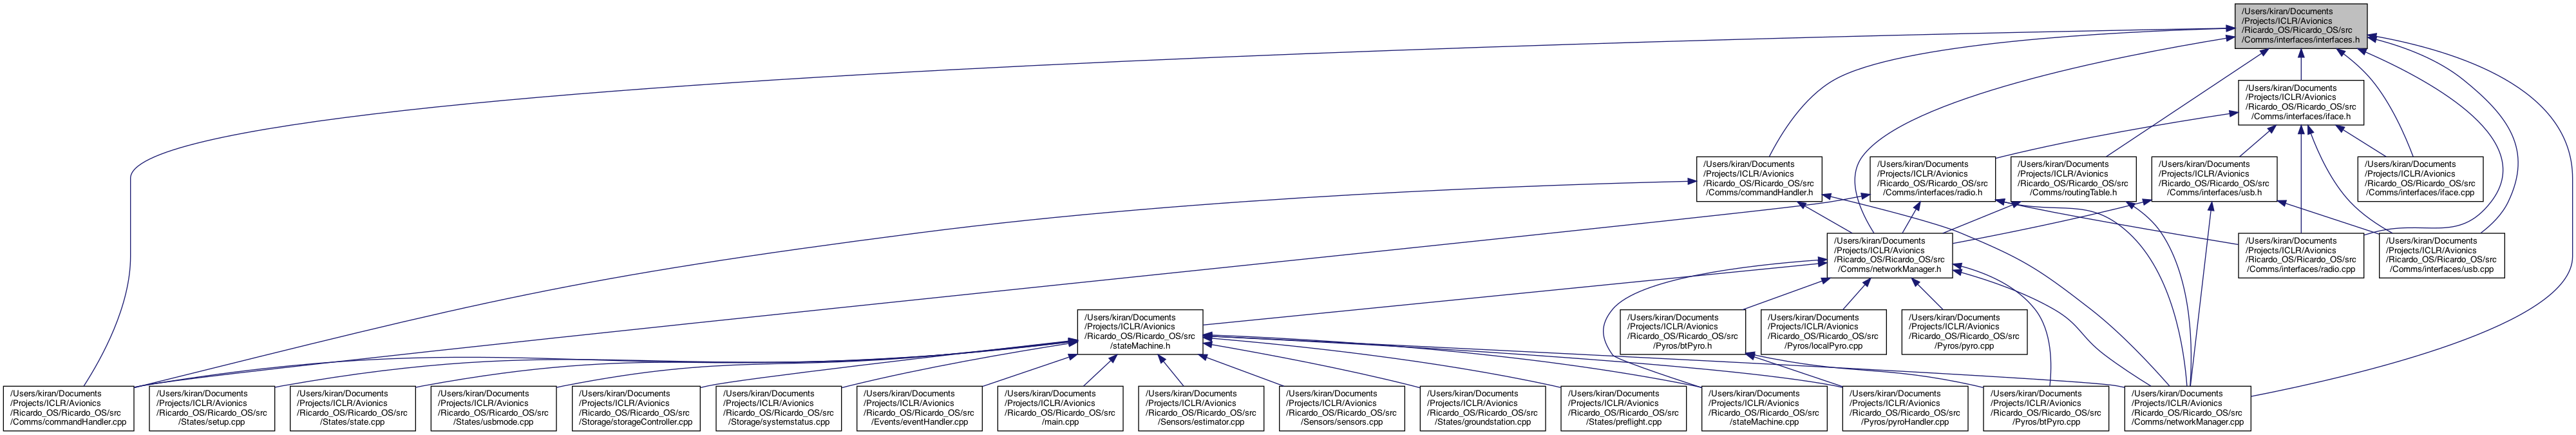 /Users/kiran/Documents
/Projects/ICLR/Avionics
/Ricardo_OS/Ricardo_OS/src
/Comms/interfaces/interfaces.h
/Users/kiran/Documents
/Projects/ICLR/Avionics
/Ricardo_OS/Ricardo_OS/src
/Comms/interfaces/iface.h
/Users/kiran/Documents
/Projects/ICLR/Avionics
/Ricardo_OS/Ricardo_OS/src
/Comms/commandHandler.h
/Users/kiran/Documents
/Projects/ICLR/Avionics
/Ricardo_OS/Ricardo_OS/src
/Comms/interfaces/radio.h
/Users/kiran/Documents
/Projects/ICLR/Avionics
/Ricardo_OS/Ricardo_OS/src
/Comms/routingTable.h
/Users/kiran/Documents
/Projects/ICLR/Avionics
/Ricardo_OS/Ricardo_OS/src
/Comms/interfaces/usb.h
/Users/kiran/Documents
/Projects/ICLR/Avionics
/Ricardo_OS/Ricardo_OS/src
/Comms/interfaces/iface.cpp
/Users/kiran/Documents
/Projects/ICLR/Avionics
/Ricardo_OS/Ricardo_OS/src
/Comms/networkManager.h
/Users/kiran/Documents
/Projects/ICLR/Avionics
/Ricardo_OS/Ricardo_OS/src
/Comms/interfaces/radio.cpp
/Users/kiran/Documents
/Projects/ICLR/Avionics
/Ricardo_OS/Ricardo_OS/src
/Comms/interfaces/usb.cpp
/Users/kiran/Documents
/Projects/ICLR/Avionics
/Ricardo_OS/Ricardo_OS/src
/stateMachine.h
/Users/kiran/Documents
/Projects/ICLR/Avionics
/Ricardo_OS/Ricardo_OS/src
/Pyros/btPyro.h
/Users/kiran/Documents
/Projects/ICLR/Avionics
/Ricardo_OS/Ricardo_OS/src
/Pyros/localPyro.cpp
/Users/kiran/Documents
/Projects/ICLR/Avionics
/Ricardo_OS/Ricardo_OS/src
/Pyros/pyro.cpp
/Users/kiran/Documents
/Projects/ICLR/Avionics
/Ricardo_OS/Ricardo_OS/src
/Comms/commandHandler.cpp
/Users/kiran/Documents
/Projects/ICLR/Avionics
/Ricardo_OS/Ricardo_OS/src
/States/setup.cpp
/Users/kiran/Documents
/Projects/ICLR/Avionics
/Ricardo_OS/Ricardo_OS/src
/States/state.cpp
/Users/kiran/Documents
/Projects/ICLR/Avionics
/Ricardo_OS/Ricardo_OS/src
/States/usbmode.cpp
/Users/kiran/Documents
/Projects/ICLR/Avionics
/Ricardo_OS/Ricardo_OS/src
/Storage/storageController.cpp
/Users/kiran/Documents
/Projects/ICLR/Avionics
/Ricardo_OS/Ricardo_OS/src
/Storage/systemstatus.cpp
/Users/kiran/Documents
/Projects/ICLR/Avionics
/Ricardo_OS/Ricardo_OS/src
/Events/eventHandler.cpp
/Users/kiran/Documents
/Projects/ICLR/Avionics
/Ricardo_OS/Ricardo_OS/src
/main.cpp
/Users/kiran/Documents
/Projects/ICLR/Avionics
/Ricardo_OS/Ricardo_OS/src
/Sensors/estimator.cpp
/Users/kiran/Documents
/Projects/ICLR/Avionics
/Ricardo_OS/Ricardo_OS/src
/Sensors/sensors.cpp
/Users/kiran/Documents
/Projects/ICLR/Avionics
/Ricardo_OS/Ricardo_OS/src
/States/groundstation.cpp
/Users/kiran/Documents
/Projects/ICLR/Avionics
/Ricardo_OS/Ricardo_OS/src
/States/preflight.cpp
/Users/kiran/Documents
/Projects/ICLR/Avionics
/Ricardo_OS/Ricardo_OS/src
/stateMachine.cpp
/Users/kiran/Documents
/Projects/ICLR/Avionics
/Ricardo_OS/Ricardo_OS/src
/Pyros/pyroHandler.cpp
/Users/kiran/Documents
/Projects/ICLR/Avionics
/Ricardo_OS/Ricardo_OS/src
/Pyros/btPyro.cpp
/Users/kiran/Documents
/Projects/ICLR/Avionics
/Ricardo_OS/Ricardo_OS/src
/Comms/networkManager.cpp